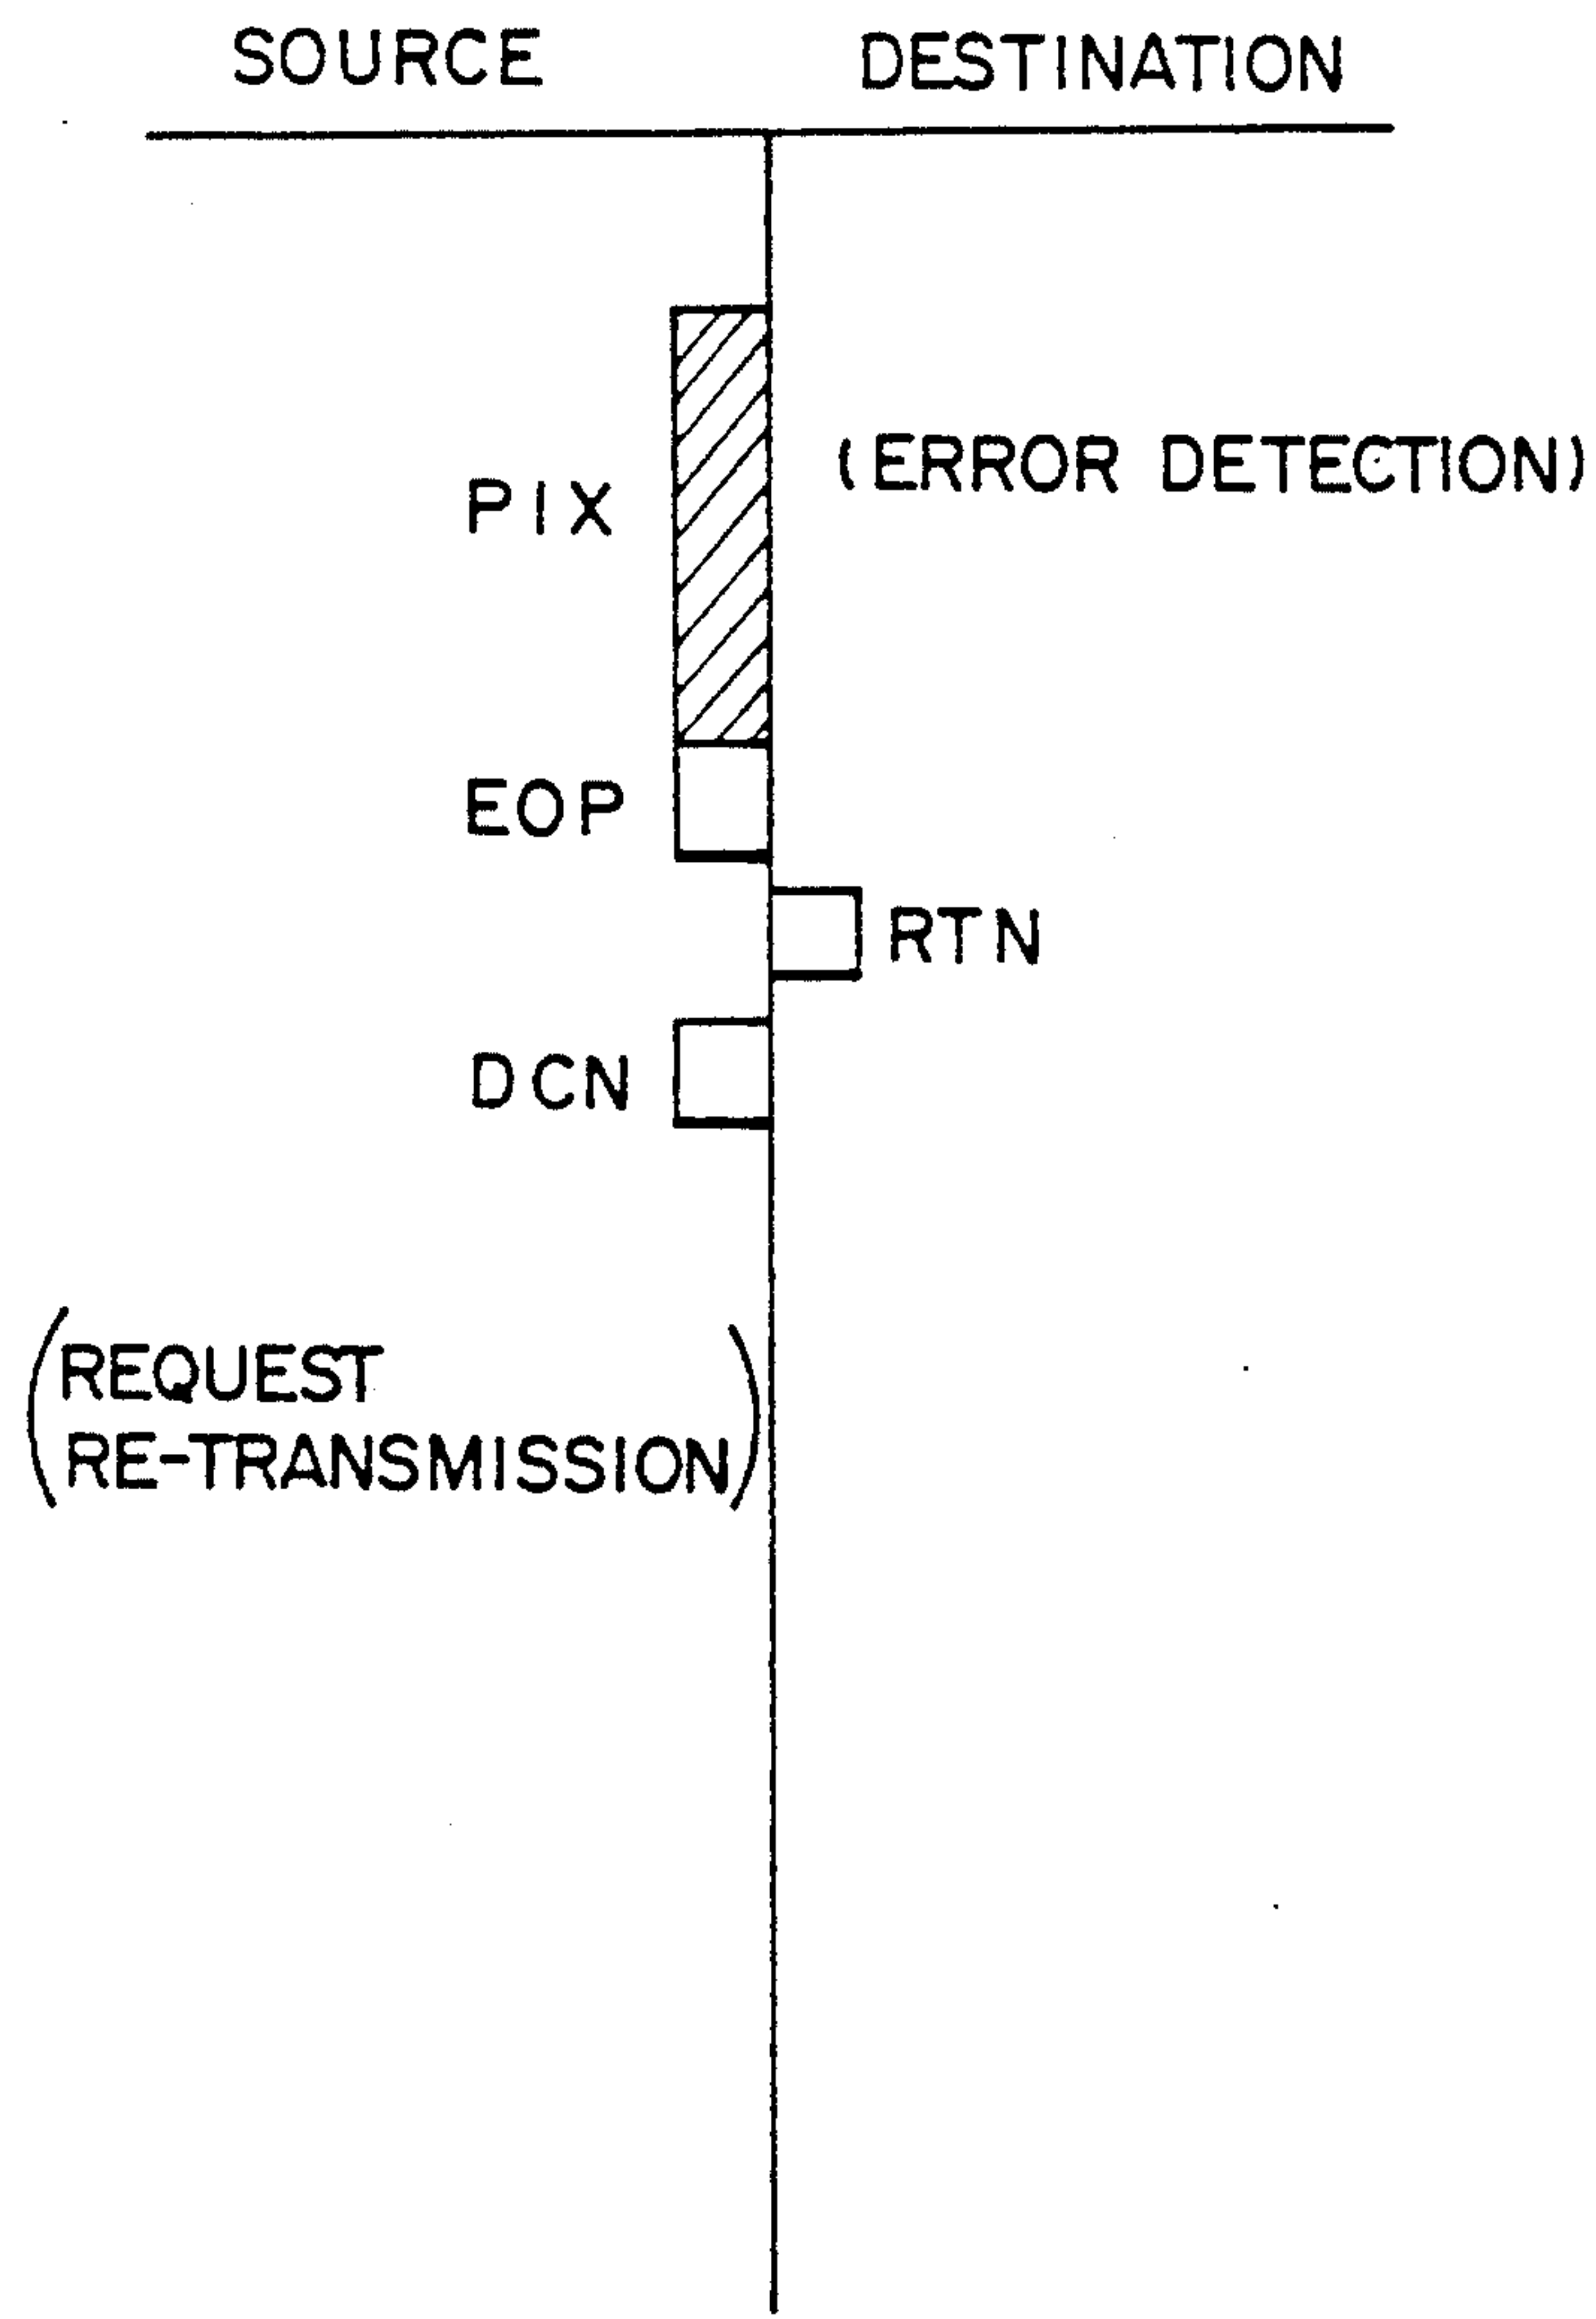 SOURCE
DESTINATION
(ERROR DETECTION)
PIX
EOP
RTN
DCN
(REQUEST
RE-TRANSMISSION)